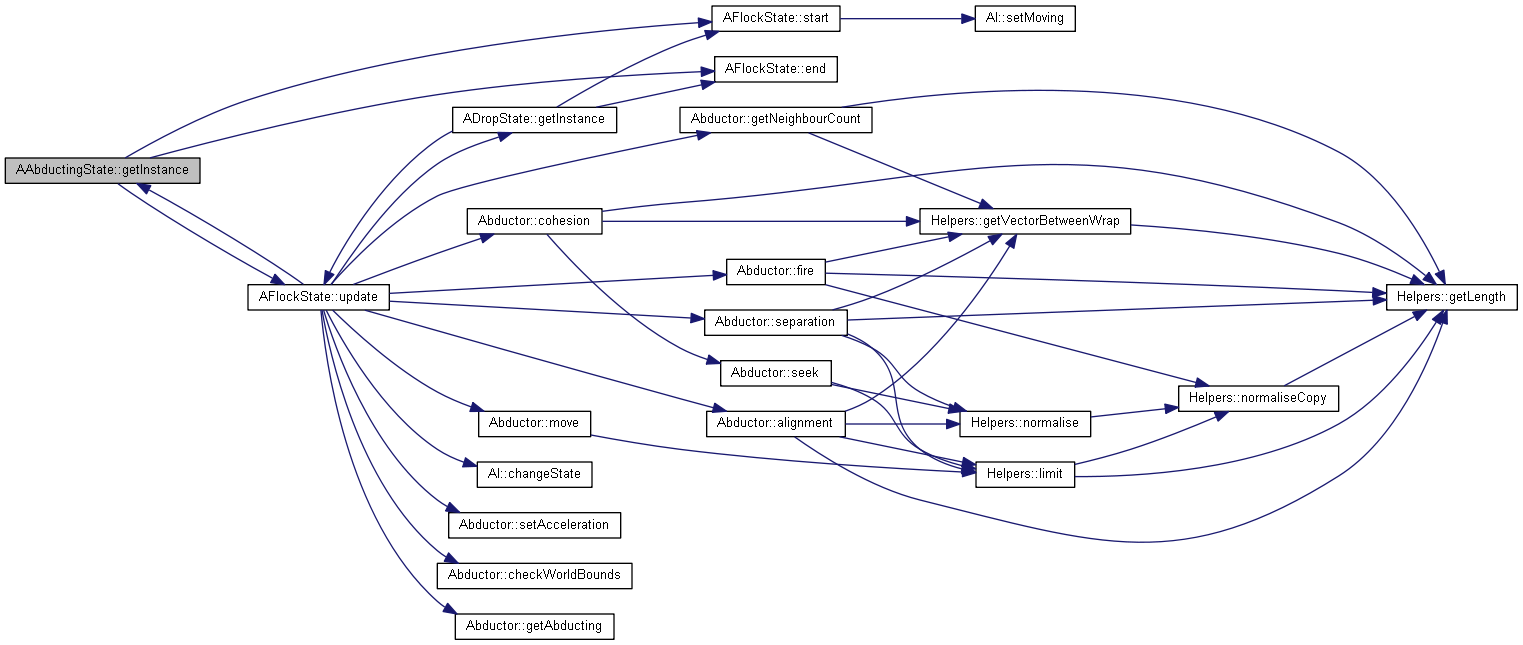 AFlockState::start
AI::setMoving
AFlockState::end
ADropState::getInstance
Abductor::getNeighbourCount
AAbductingState::getInstance
Abductor::cohesion
Helpers::getVectorBetweenWrap
Abductor::fire
AFlockState::update
Helpers::getLength
Abductor::separation
Abductor::seek
Helpers::normaliseCopy
Abductor::move
Abductor::alignment
Helpers::normalise
AI::changeState
Helpers::limit
Abductor::setAcceleration
Abductor::checkWorldBounds
Abductor::getAbducting